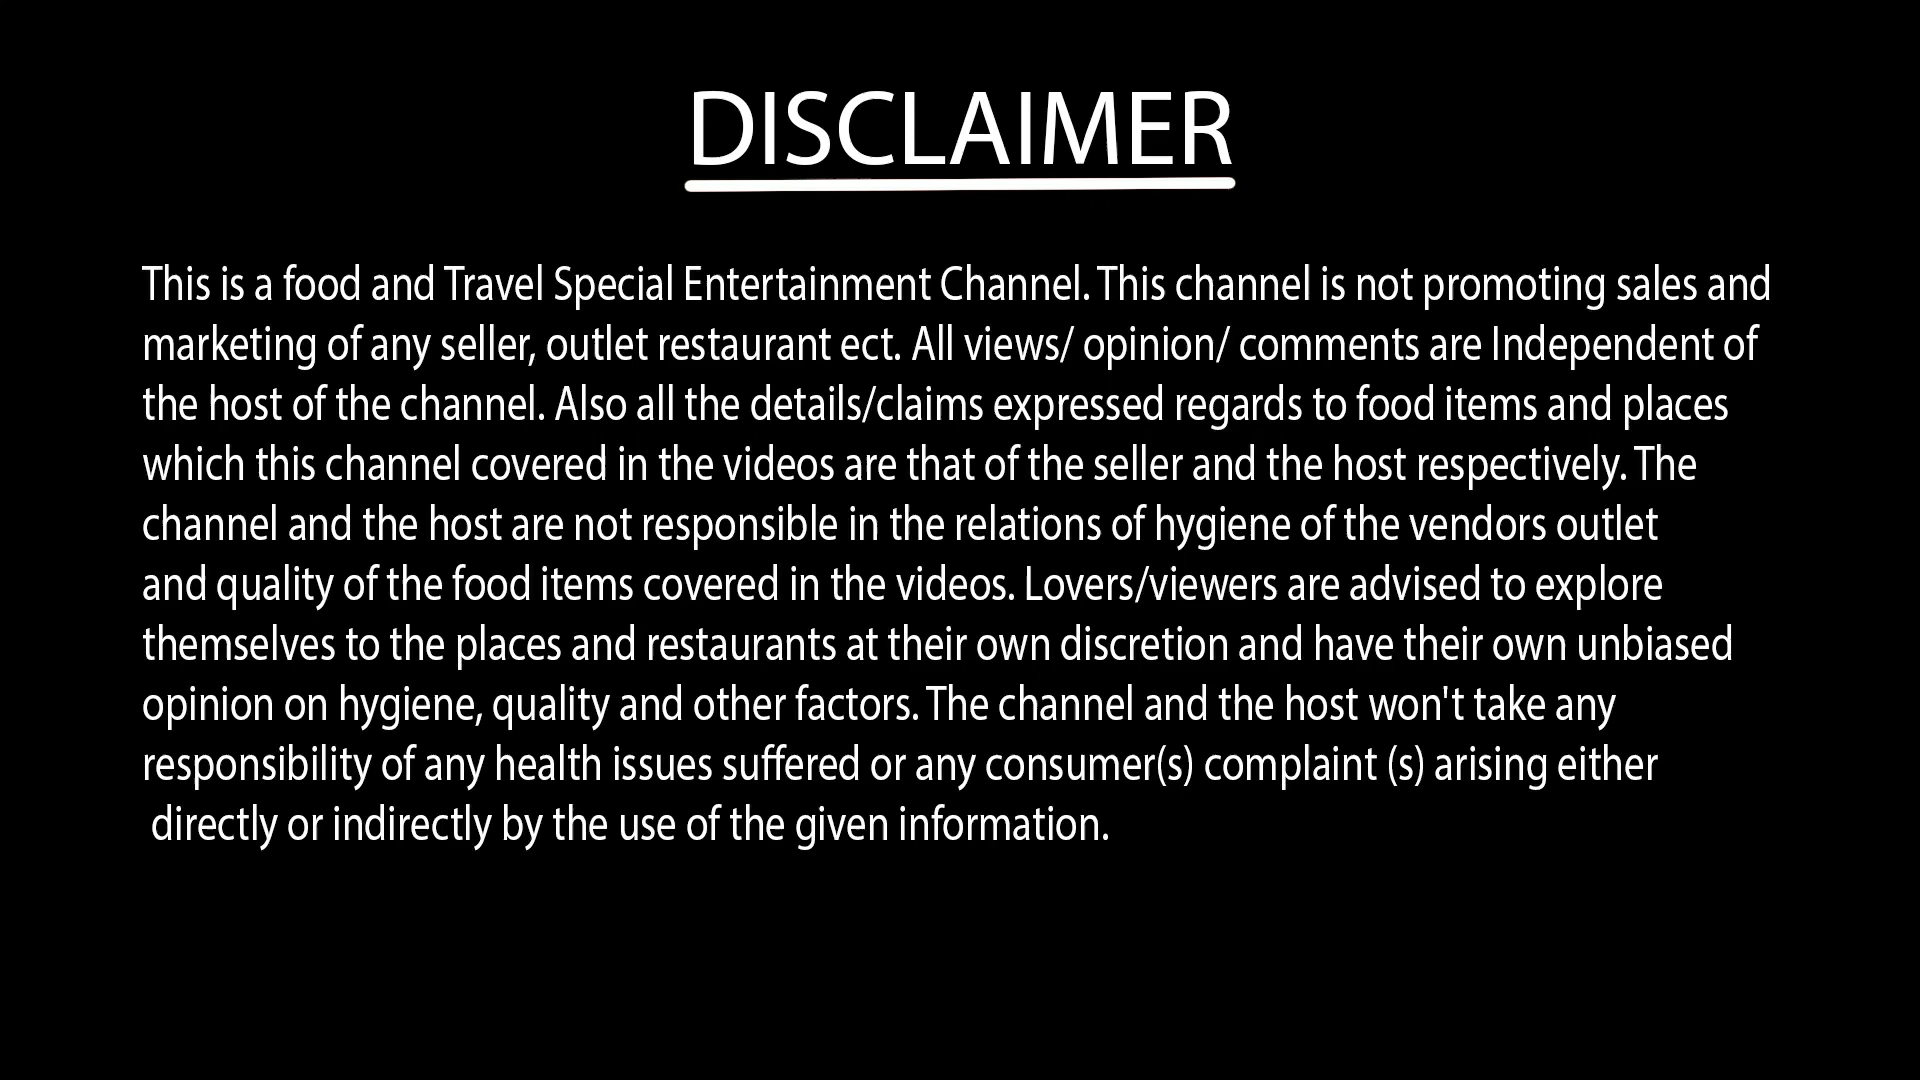 DISCLAIMER
This is a food and Travel Special Entertainment Channel. This channel is not promoting sales and
marketing of any seller, outlet restaurant ect. All views/ opinion/ comments are Independent of
the host of the channel. Also all the details/claims expressed regards to food items and places
which this channel covered in the videos are that of the seller and the host respectively. The
channel and the host are not responsible in the relations of hygiene of the vendors outlet
and quality of the food items covered in the videos. Lovers/viewers are advised to explore
themselves to the places and restaurants at their own discretion and have their own unbiased
opinion on hygiene, quality and other factors. The channel and the host won't take any
responsibility of any health issues suffered or any consumer(s) complaint (s) arising either
directly or indirectly by the use of the given information.